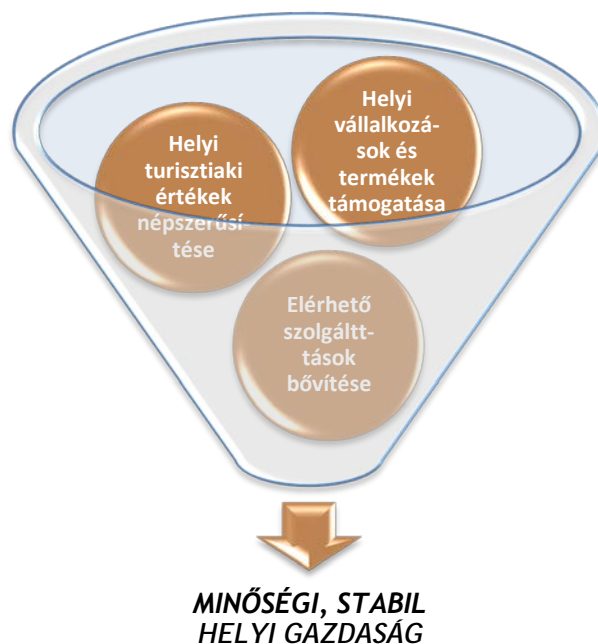 Helyi
turisztiaki
értékek
népszerűsí-
tése
Helyi
vállalkozá-
sok és
termékek
támogatása
Elérhető
szolgáltt-
tások
bővítése
MINŐSÉGI, STABIL
HELYI GAZDASÁG